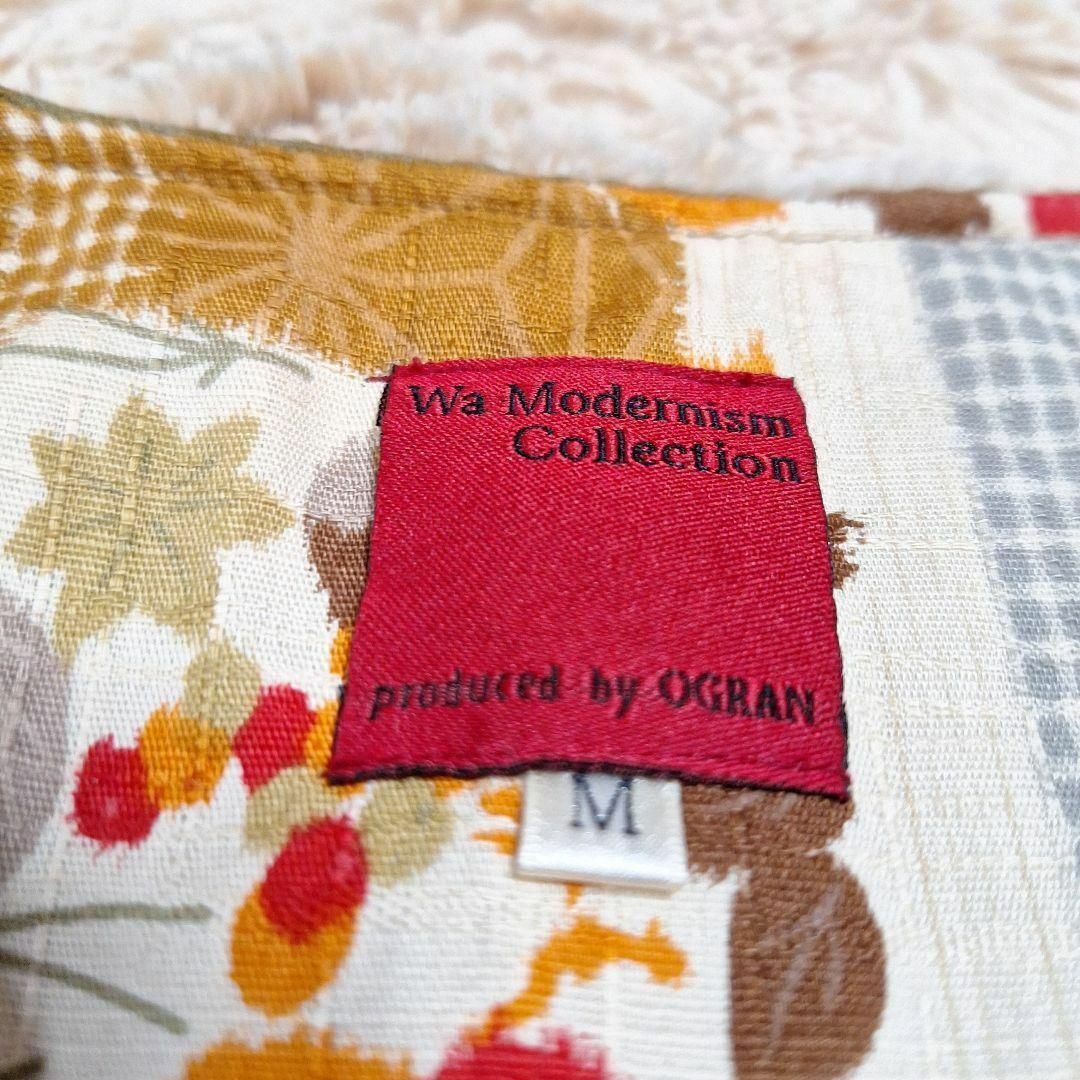 Wa Modernism
Collection
produced by OGRAN
M